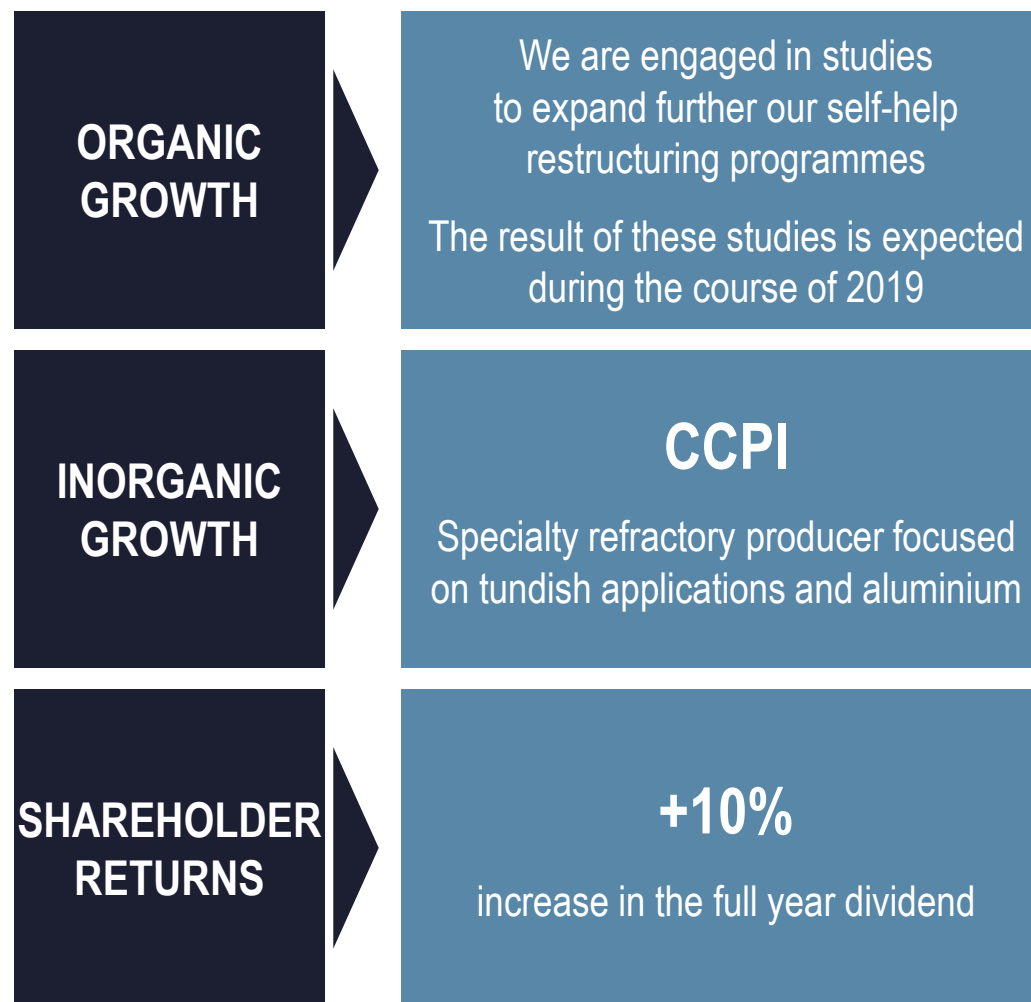 ORGANIC
GROWTH
We are engaged in studies
to expand further our self-help
restructuring programmes
The result of these studies is expected
during the course of 2019
INORGANIC
GROWTH
CCPI
Specialty refractory producer focused
on tundish applications and aluminium
SHAREHOLDER
RETURNS
+10%
increase in the full year dividend